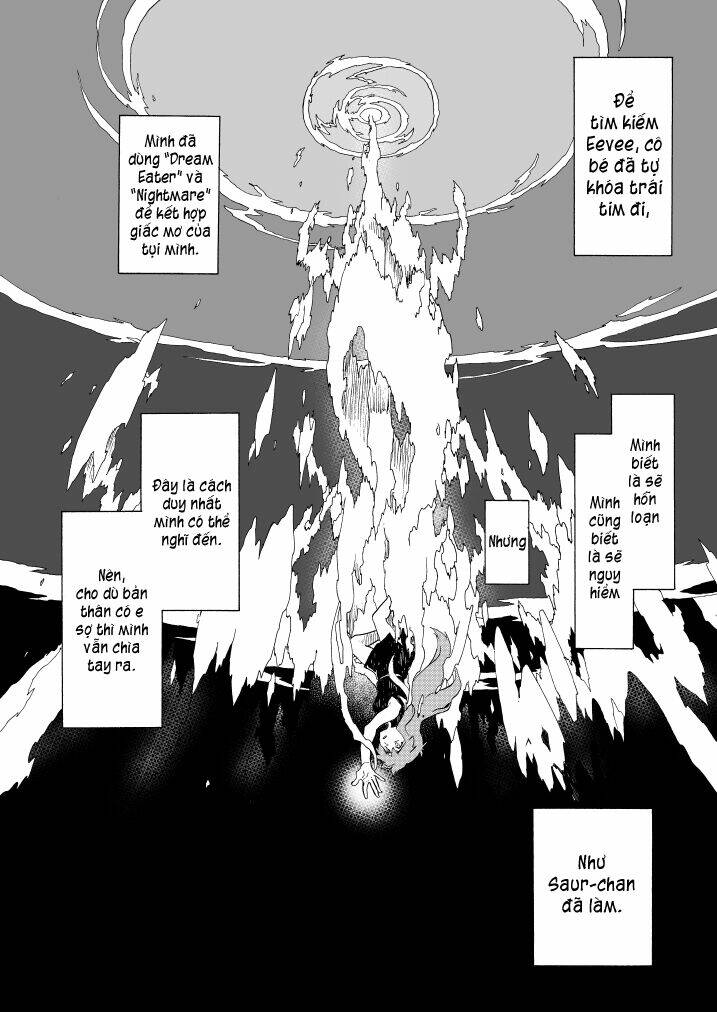 Để
tìm kiếm
Eevee, cô
bé đã tự
khóa trái
tim đi,
Mình đã
dùng "Dream
Eater" và
"Nightmare"
để kết hợp
giấc mơ của
tụi mình.
Mình
biết
là sẽ
hỗn
loạn
Mình
cũng biết
là sẽ
nguy
hiểm
Nhưng
Đây là cách
duy nhất
mình có thể
nghĩ đến.
Nên,
cho dù bản
thân có e
sợ thì mình
vẫn chìa
tay ra.
Như
Saur-chan
đã làm.